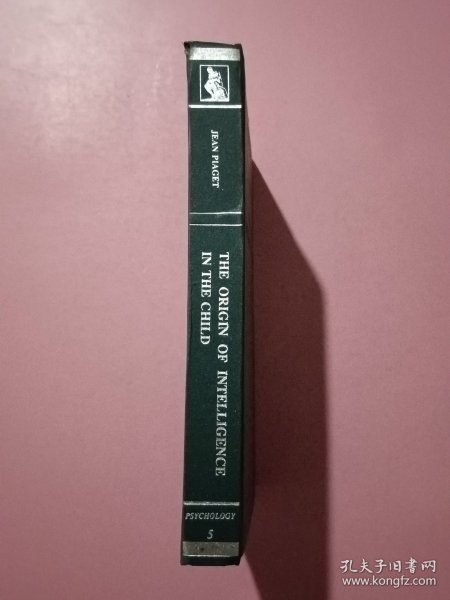 JEAN PIAGET
THE ORIGIN OF INTELLIGENCE
IN THE CHILD
PSYCHOLOGY
5
孔夫子旧书网
www.kongfz.com